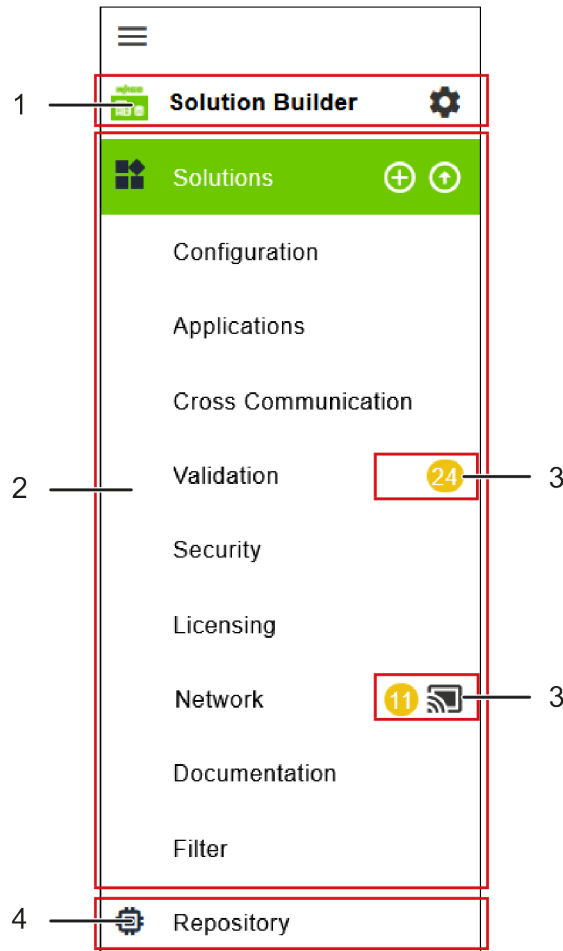 1 Solution Builder
Solutions
Configuration
Applications
Cross Communication
2 Validation 24 3
Security
Licensing
Network 11 3
Documentation
Filter
4 Repository